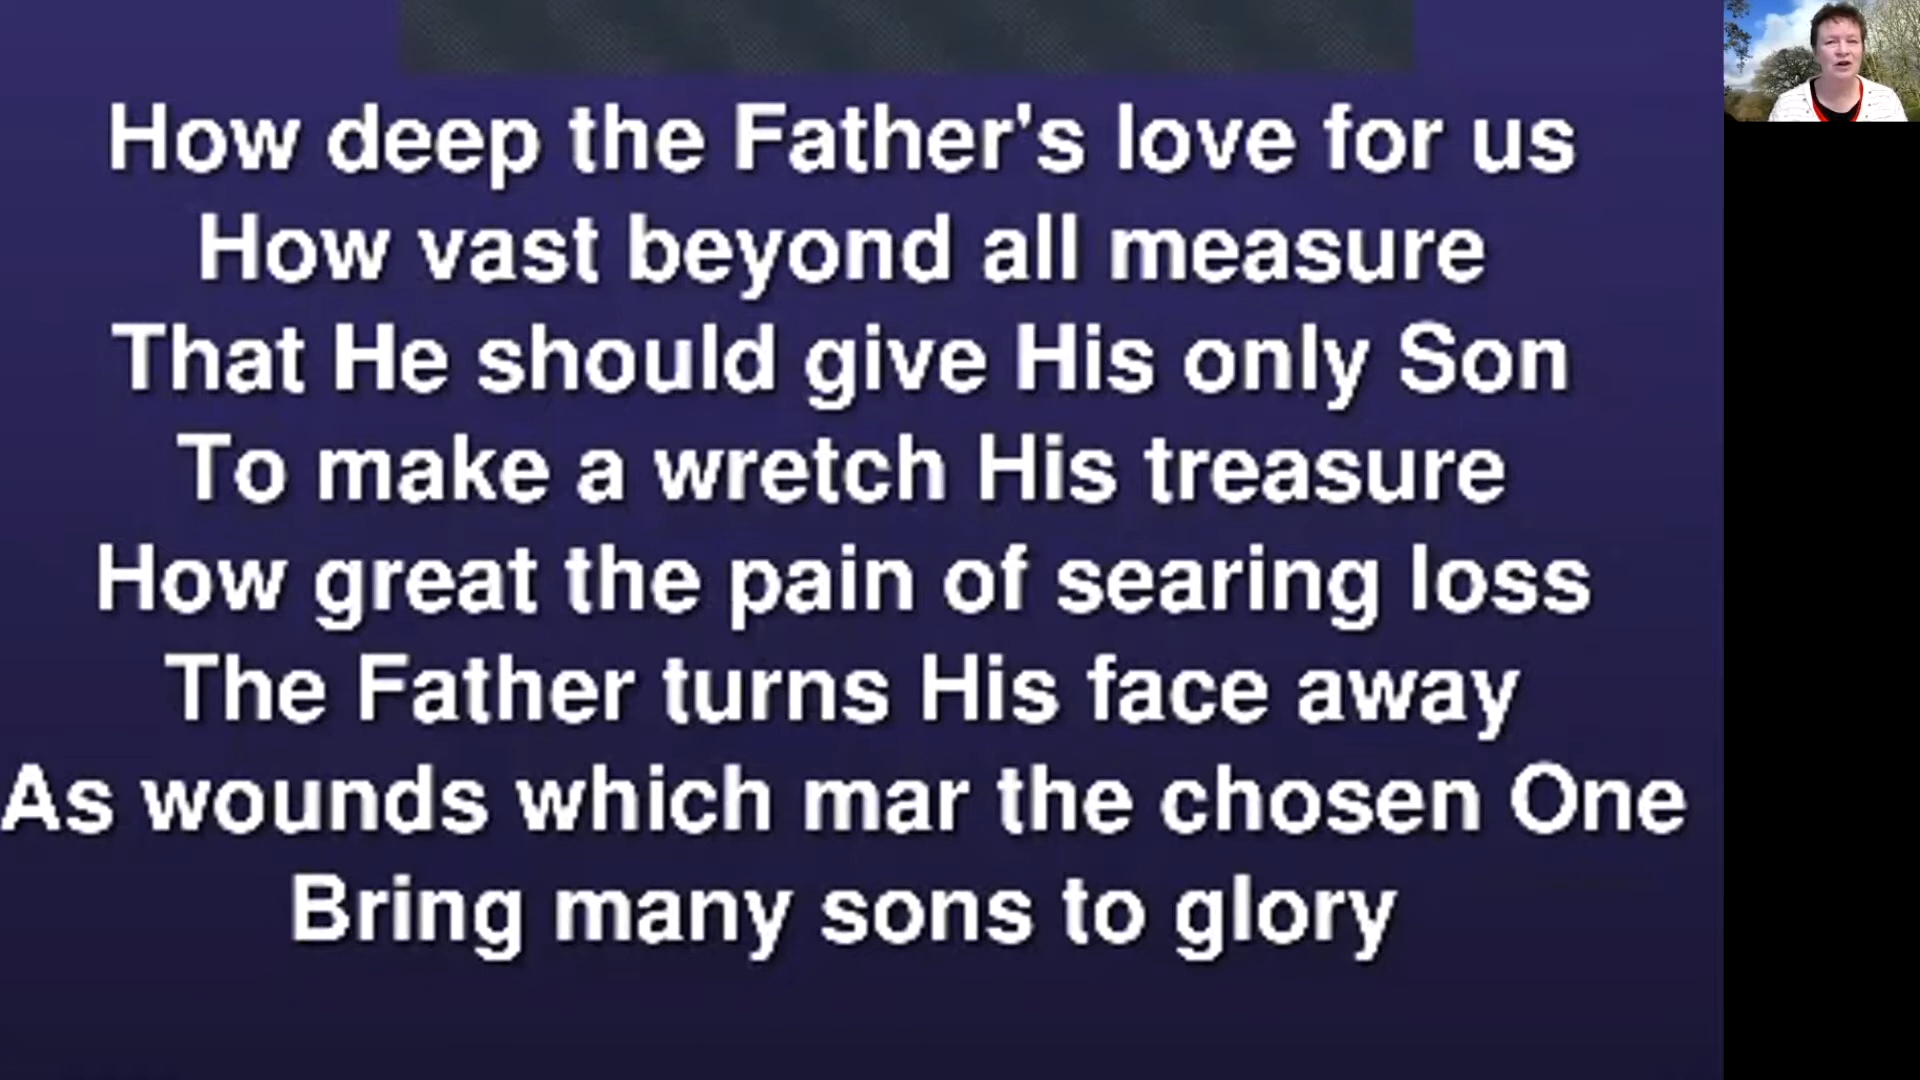 How deep the Father's love for us
How vast beyond all measure
That He should give His only Son
To make a wretch His treasure
How great the pain of searing loss
The Father turns His face away
As wounds which mar the chosen One
Bring many sons to glory